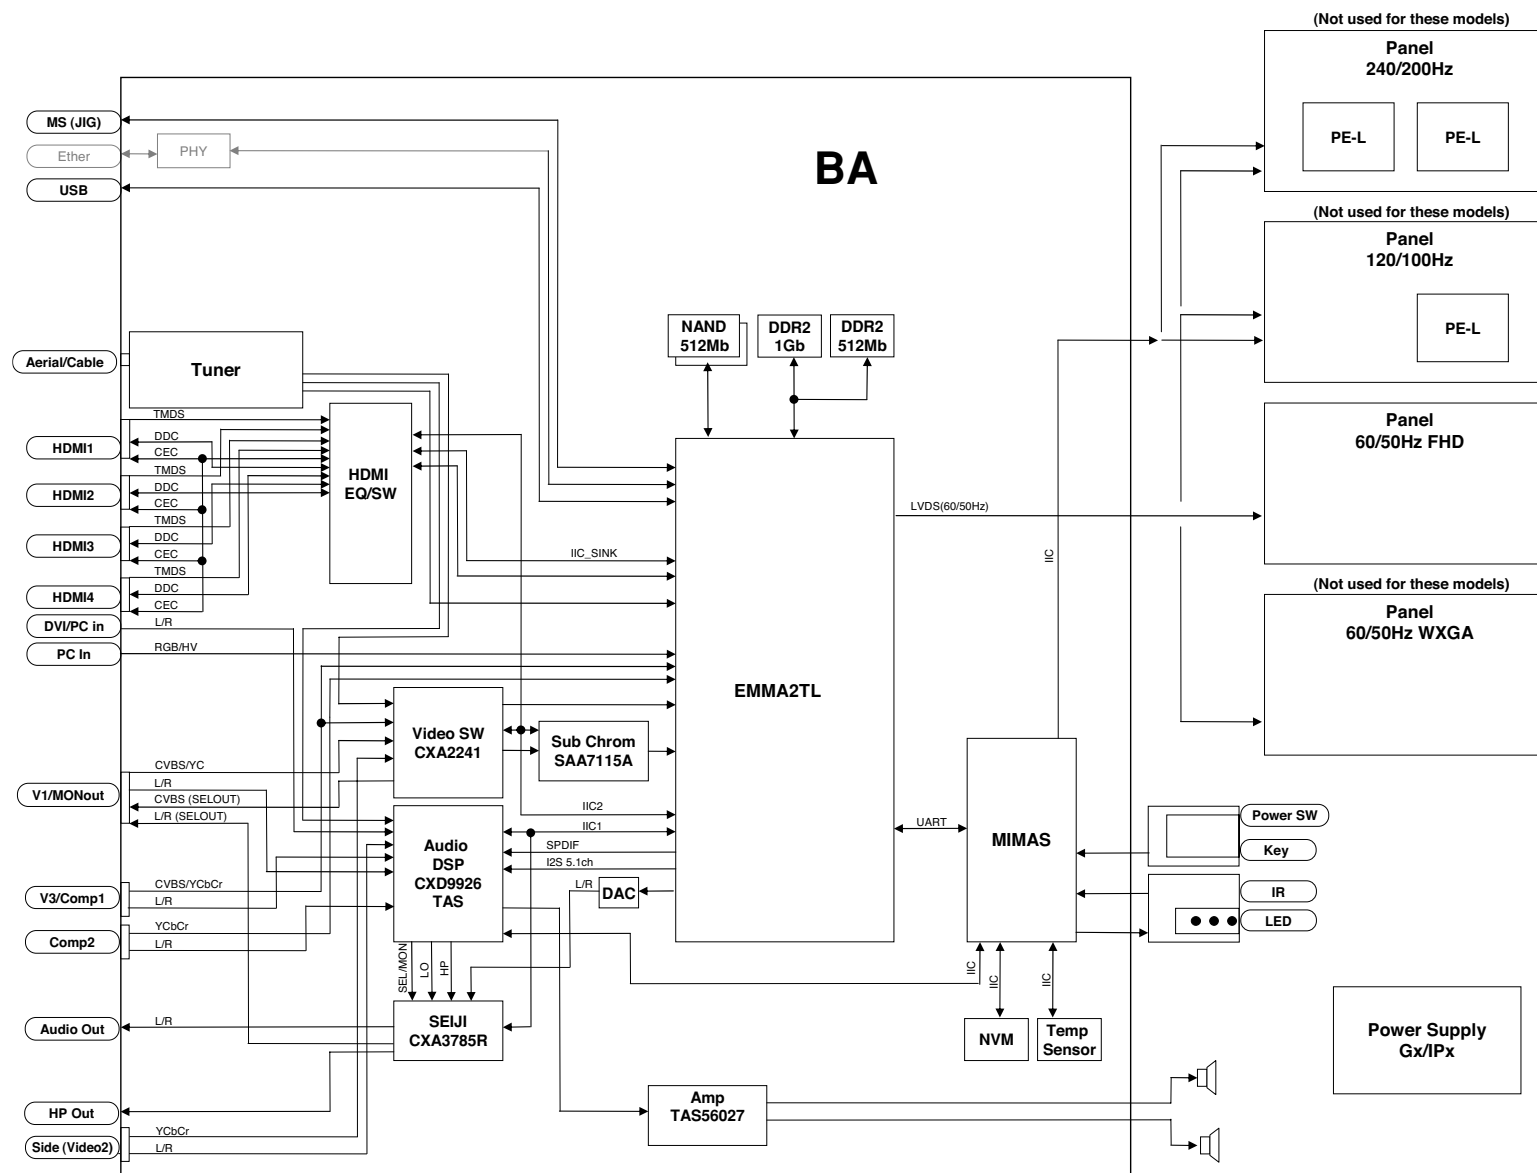 (Not used for these models)
Panel
240/200Hz
PE-L
PE-L
MS (JIG)
Ether
PHY
USB
BA
(Not used for these models)
Panel
120/100Hz
PE-L
NAND
512Mb
DDR2
1Gb
DDR2
512Mb
Aerial/Cable
Tuner
TMDS
HDMI1
DDC
CEC
TMDS
HDMI2
DDC
CEC
TMDS
HDMI3
DDC
CEC
TMDS
HDMI4
DDC
CEC
HDMI
EQ/SW
Panel
60/50Hz FHD
LVDS(60/50Hz)
IIC_SINK
IIC
(Not used for these models)
Panel
60/50Hz WXGA
DVI/PC in
L/R
PC In
RGB/HV
EMMA2TL
Video SW
CXA2241
Sub Chrom
SAA7115A
V1/MONout
CVBS/YC
L/R
CVBS (SELOUT)
L/R (SELOUT)
IIC2
IIC1
SPDIF
I2S 5.1ch
L/R
DAC
Audio
DSP
CXD9926
TAS
UART
MIMAS
Power SW
Key
IR
LED
V3/Comp1
CVBS/YCbCr
L/R
Comp2
YCbCr
L/R
SEL/MON
LO
HP
IIC
IIC
IIC
Audio Out
L/R
SEIJI
CXA3785R
NVM
Temp
Sensor
Power Supply
Gx/IPx
HP Out
Amp
TAS56027
Side (Video2)
YCbCr
L/R